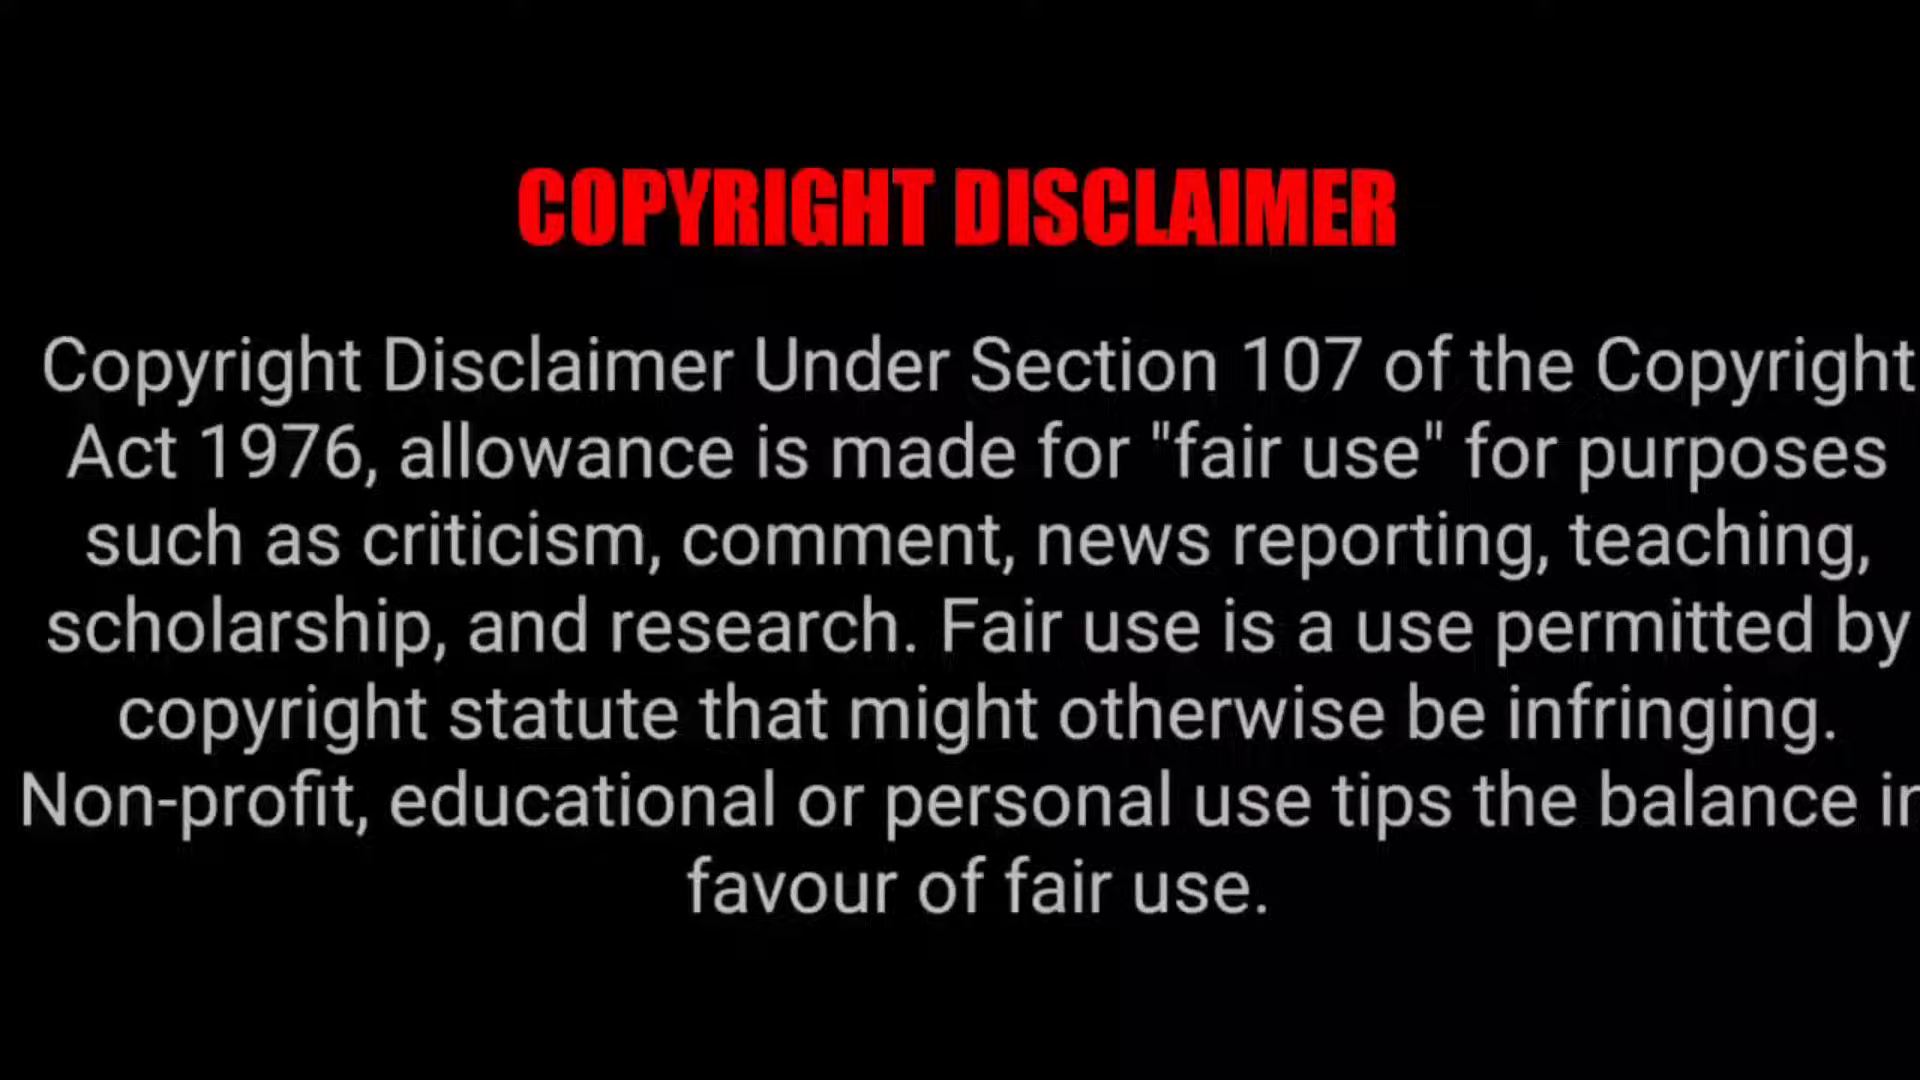 COPYRIGHT DISCLAIMER
Copyright Disclaimer Under Section 107 of the Copyright
Act 1976, allowance is made for "fair use" for purposes
such as criticism, comment, news reporting, teaching,
scholarship, and research. Fair use is a use permitted by
copyright statute that might otherwise be infringing.
Non-profit, educational or personal use tips the balance in
favour of fair use.